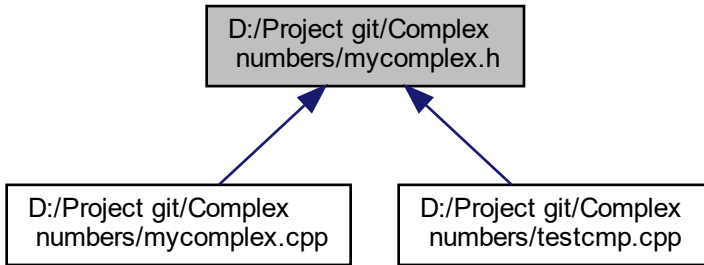 D:/Project git/Complex
numbers/mycomplex.h
D:/Project git/Complex
numbers/mycomplex.cpp
D:/Project git/Complex
numbers/testcmp.cpp